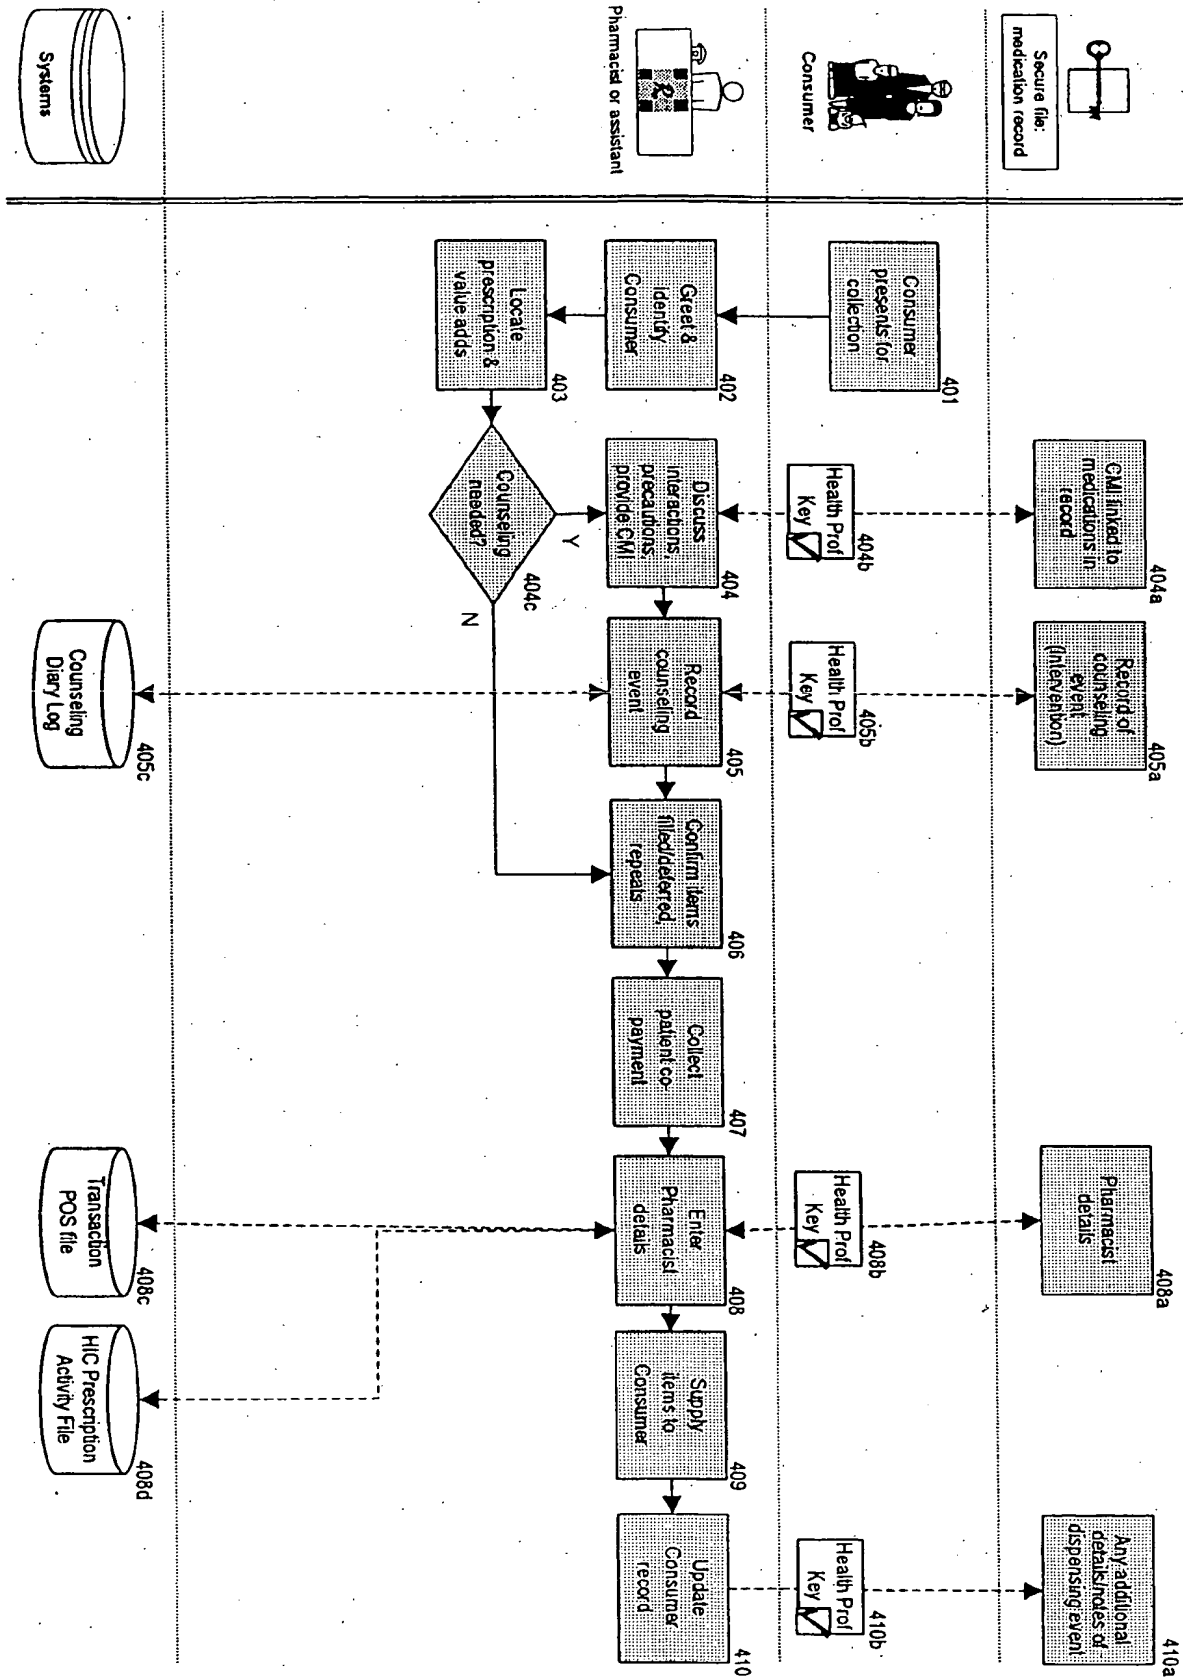 Secure file:
medication record
Consumer
Pharmacist or assistant
Systems
CMI linked to
medications in
record
404a
Record of
counseling
event
(Intervention)
405a
Pharmacist
details
408a
Any additional
details/notes of
dispensing event
410a
Consumer
presents for
collection
401
Health Prof
Key
404b
Health Prof
Key
405b
Health Prof
Key
408b
Health Prof
Key
410b
Greet &
Identify
Consumer
402
Discuss
interactions,
precautions,
provide CMI
404
Record
counseling
event
405
Confirm items
filled/deferred,
repeats
406
Collect
patient co-
payment
407
Enter
Pharmacist
details
408
Supply
items to
Consumer
409
Update
Consumer
record
410
Locate
prescription &
value adds
403
Counseling
needed?
404c
Y
N
Counseling
Diary Log
405c
Transaction
POS file
408c
HIC Prescription
Activity File
408d